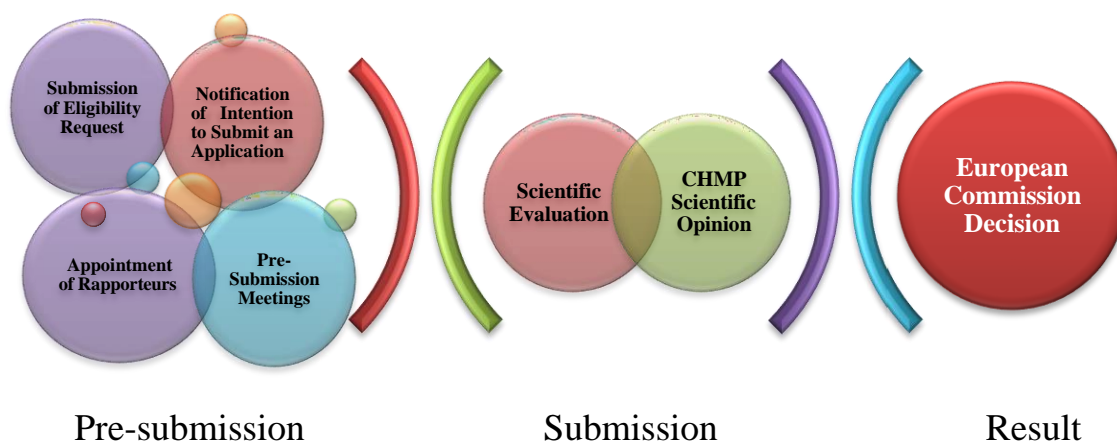 Submission
of Eligibility
Request
Notification
of Intention
to Submit an
Application
Appointment
of Rapporteurs
Pre-
Submission
Meetings
Scientific
Evaluation
CHMP
Scientific
Opinion
European
Commission
Decision
Pre-submission
Submission
Result